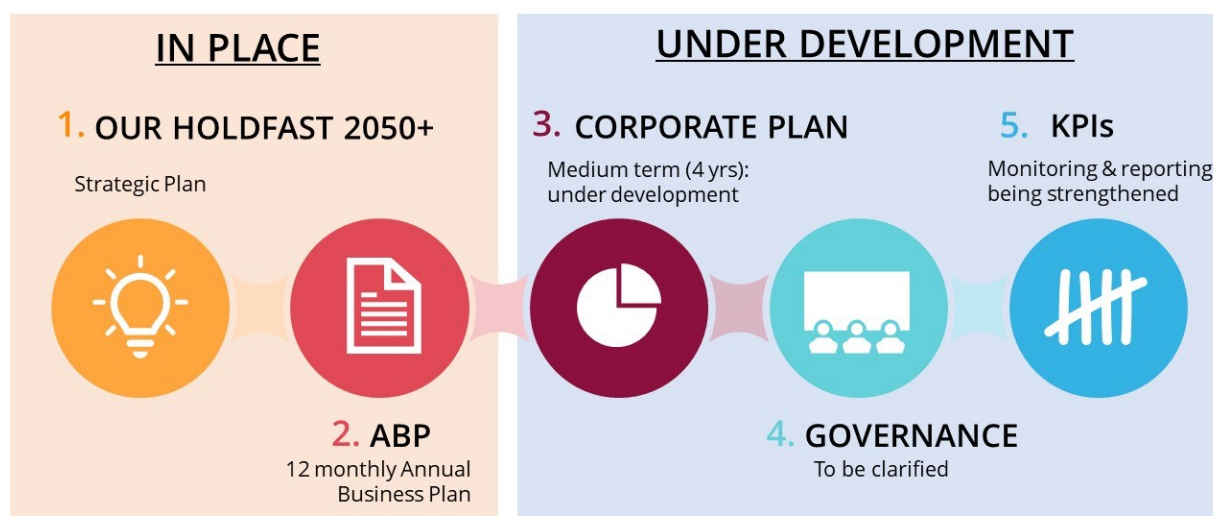 IN PLACE
1. OUR HOLDFAST 2050+
Strategic Plan
2. ABP
12 monthly Annual
Business Plan
UNDER DEVELOPMENT
3. CORPORATE PLAN
Medium term (4 yrs):
under development
4. GOVERNANCE
To be clarified
5. KPIs
Monitoring & reporting
being strengthened